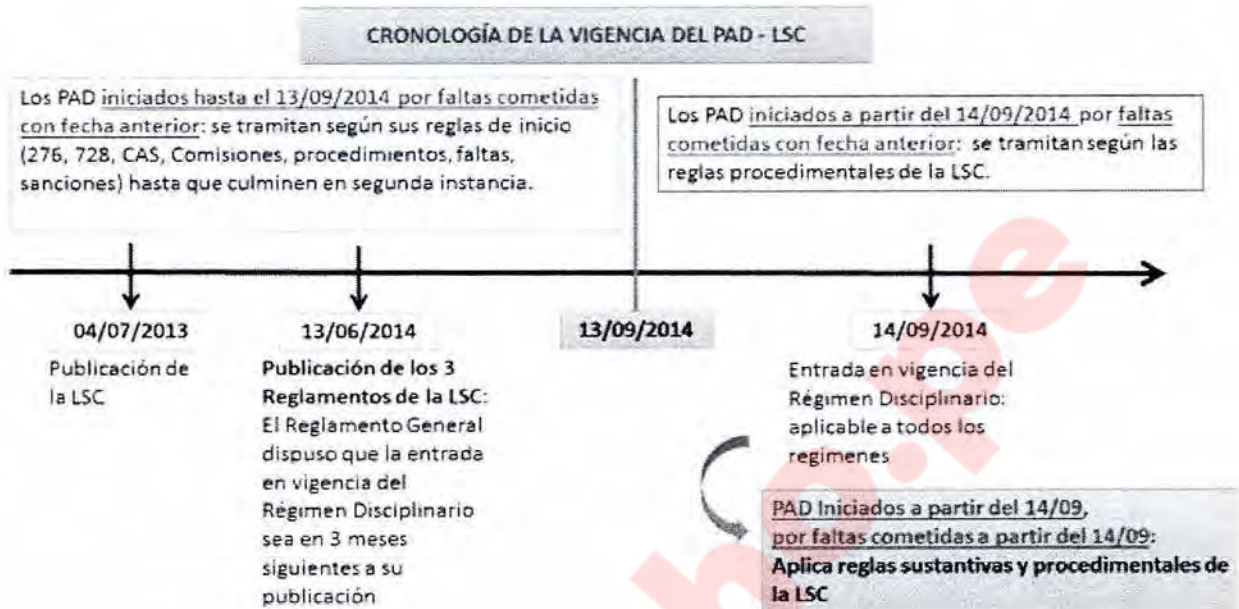 CRONOLOGÍA DE LA VIGENCIA DEL PAD - LSC
Los PAD iniciados hasta el 13/09/2014 por faltas cometidas
con fecha anterior: se tramitan según sus reglas de inicio
(276, 728, CAS, Comisiones, procedimientos, faltas,
sanciones) hasta que culminen en segunda instancia.
Los PAD iniciados a partir del 14/09/2014 por faltas
cometidas con fecha anterior: se tramitan según las
reglas procedimentales de la LSC.
04/07/2013
Publicación de
la LSC
13/06/2014
Publicación de los 3
Reglamentos de la LSC:
El Reglamento General
dispuso que la entrada
en vigencia del
Régimen Disciplinario
sea en 3 meses
siguientes a su
publicación
13/09/2014
14/09/2014
Entrada en vigencia del
Régimen Disciplinario:
aplicable a todos los
regimenes
PAD Iniciados a partir del 14/09,
por faltas cometidas a partir del 14/09:
Aplica reglas sustantivas y procedimentales de
la LSC
ho.pe